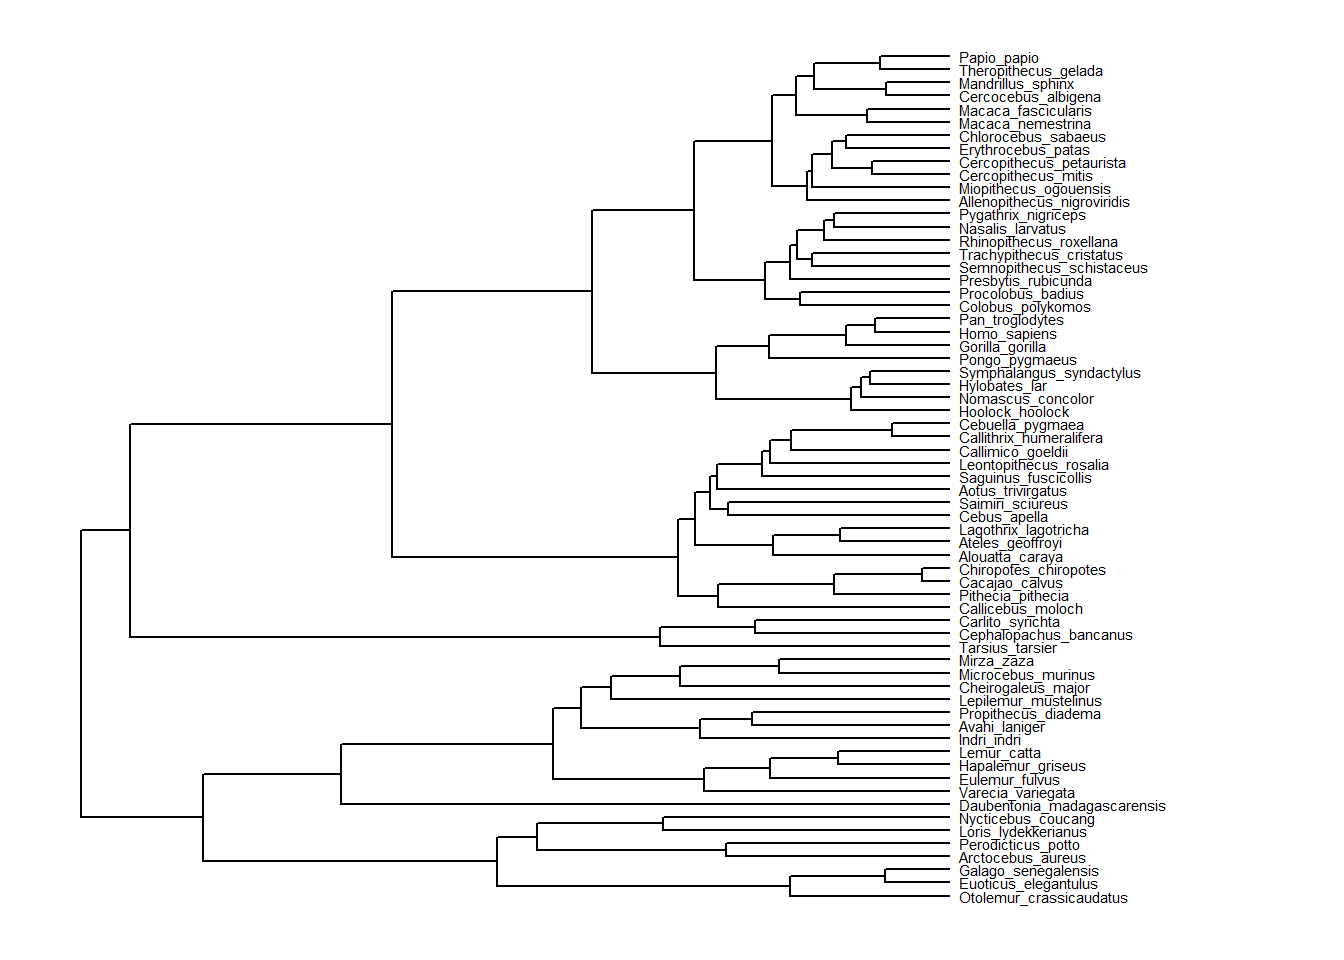 Papio_papio
Theropithecus_gelada
Mandrillus_sphinx
Cercocebus_albigena
Macaca_fascicularis
Macaca_nemestrina
Chlorocebus_sabaeus
Erythrocebus_patas
Cercopithecus_petaurista
Cercopithecus_mitis
Miopithecus_ogouensis
Allenopithecus_nigroviridis
Pygathrix_nigriceps
Nasalis_larvatus
Rhinopithecus_roxellana
Trachypithecus_cristatus
Semnopithecus_schistaceus
Presbytis_rubicunda
Procolobus_badius
Colobus_polykomos
Pan_troglodytes
Homo_sapiens
Gorilla_gorilla
Pongo_pygmaeus
Symphalangus_syndactylus
Hylobates_lar
Nomascus_concolor
Hoolock_hoolock
Cebuella_pygmaea
Callithrix_humeralifera
Callimico_goeldii
Leontopithecus_rosalia
Saguinus_fuscicollis
Aotus_trivirgatus
Saimiri_sciureus
Cebus_apella
Lagothrix_lagotricha
Ateles_geoffroyi
Alouatta_caraya
Chiropotes_chiropotes
Cacajao_calvus
Pithecia_pithecia
Callicebus_moloch
Carlito_syrichta
Cephalopachus_bancanus
Tarsius_tarsier
Mirza_zaza
Microcebus_murinus
Cheirogaleus_major
Lepilemur_mustelinus
Propithecus_diadema
Avahi_laniger
Indri_indri
Lemur_catta
Hapalemur_griseus
Eulemur_fulvus
Varecia_variegata
Daubentonia_madagascarensis
Nycticebus_coucang
Loris_lydekkerianus
Perodicticus_potto
Arctocebus_aureus
Galago_senegalensis
Euoticus_elegantulus
Otolemur_crassicaudatus